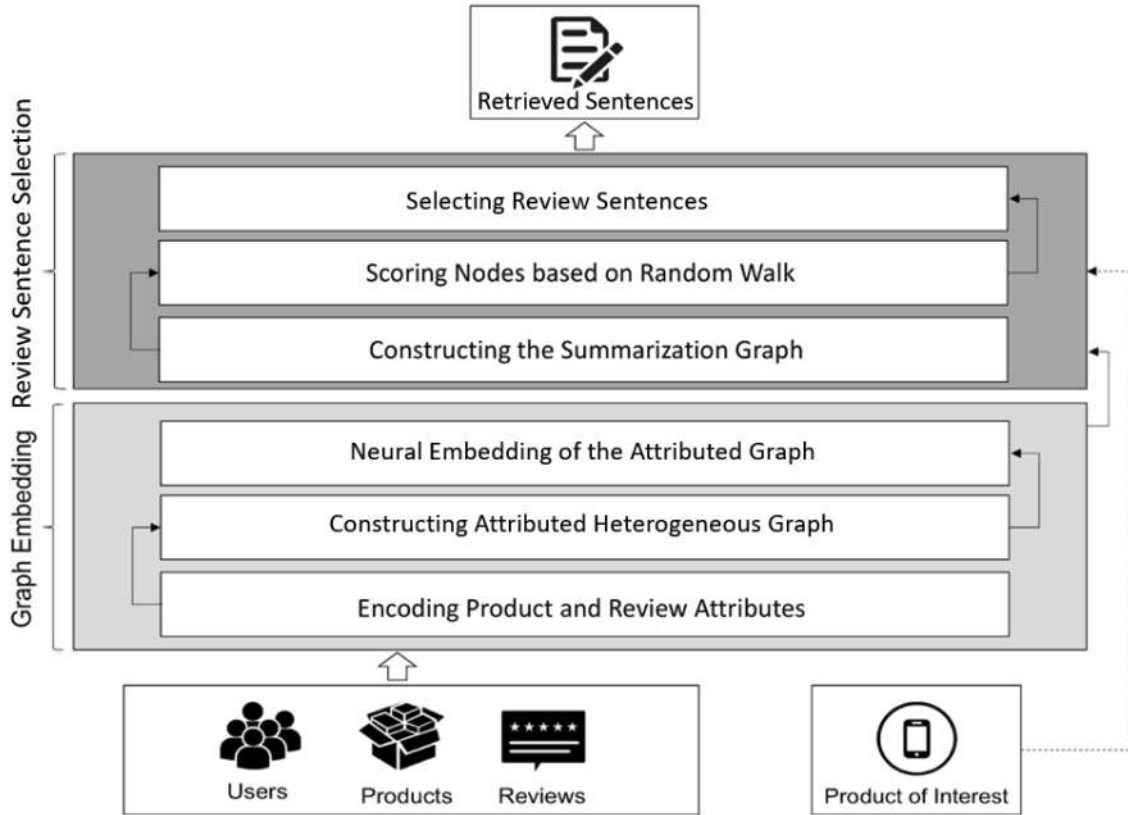 Retrieved Sentences
Review Sentence Selection
Selecting Review Sentences
Scoring Nodes based on Random Walk
Constructing the Summarization Graph
Graph Embedding
Neural Embedding of the Attributed Graph
Constructing Attributed Heterogeneous Graph
Encoding Product and Review Attributes
Users
Products
Reviews
Product of Interest